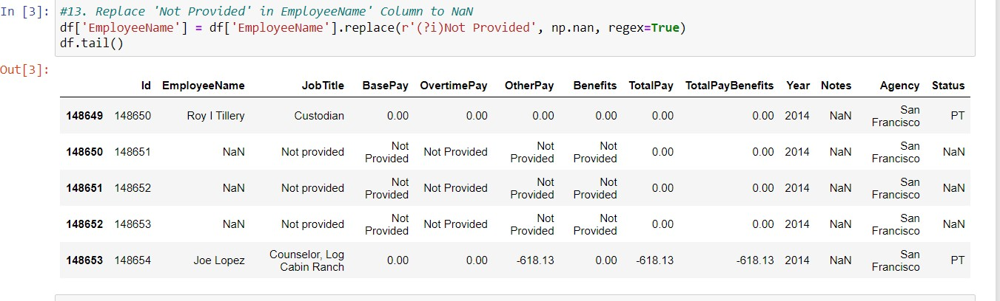 In [3]: #13. Replace 'Not Provided' in EmployeeName' Column to NaN
df['EmployeeName'] = df['EmployeeName'].replace(r'(?i)Not Provided', np.nan, regex=True)
df.tail()
Out[3]:
Id EmployeeName JobTitle BasePay OvertimePay OtherPay Benefits TotalPay TotalPayBenefits Year Notes Agency Status
148649 148650 Roy I Tillery Custodian 0.00 0.00 0.00 0.00 0.00 0.00 2014 NaN San Francisco PT
148650 148651 NaN Not provided Not Provided Not Provided Not Provided Not Provided 0.00 0.00 2014 NaN San Francisco NaN
148651 148652 NaN Not provided Not Provided Not Provided Not Provided Not Provided 0.00 0.00 2014 NaN San Francisco NaN
148652 148653 NaN Not provided Not Provided Not Provided Not Provided Not Provided 0.00 0.00 2014 NaN San Francisco NaN
148653 148654 Joe Lopez Counselor, Log Cabin Ranch 0.00 0.00 -618.13 0.00 -618.13 -618.13 2014 NaN San Francisco PT